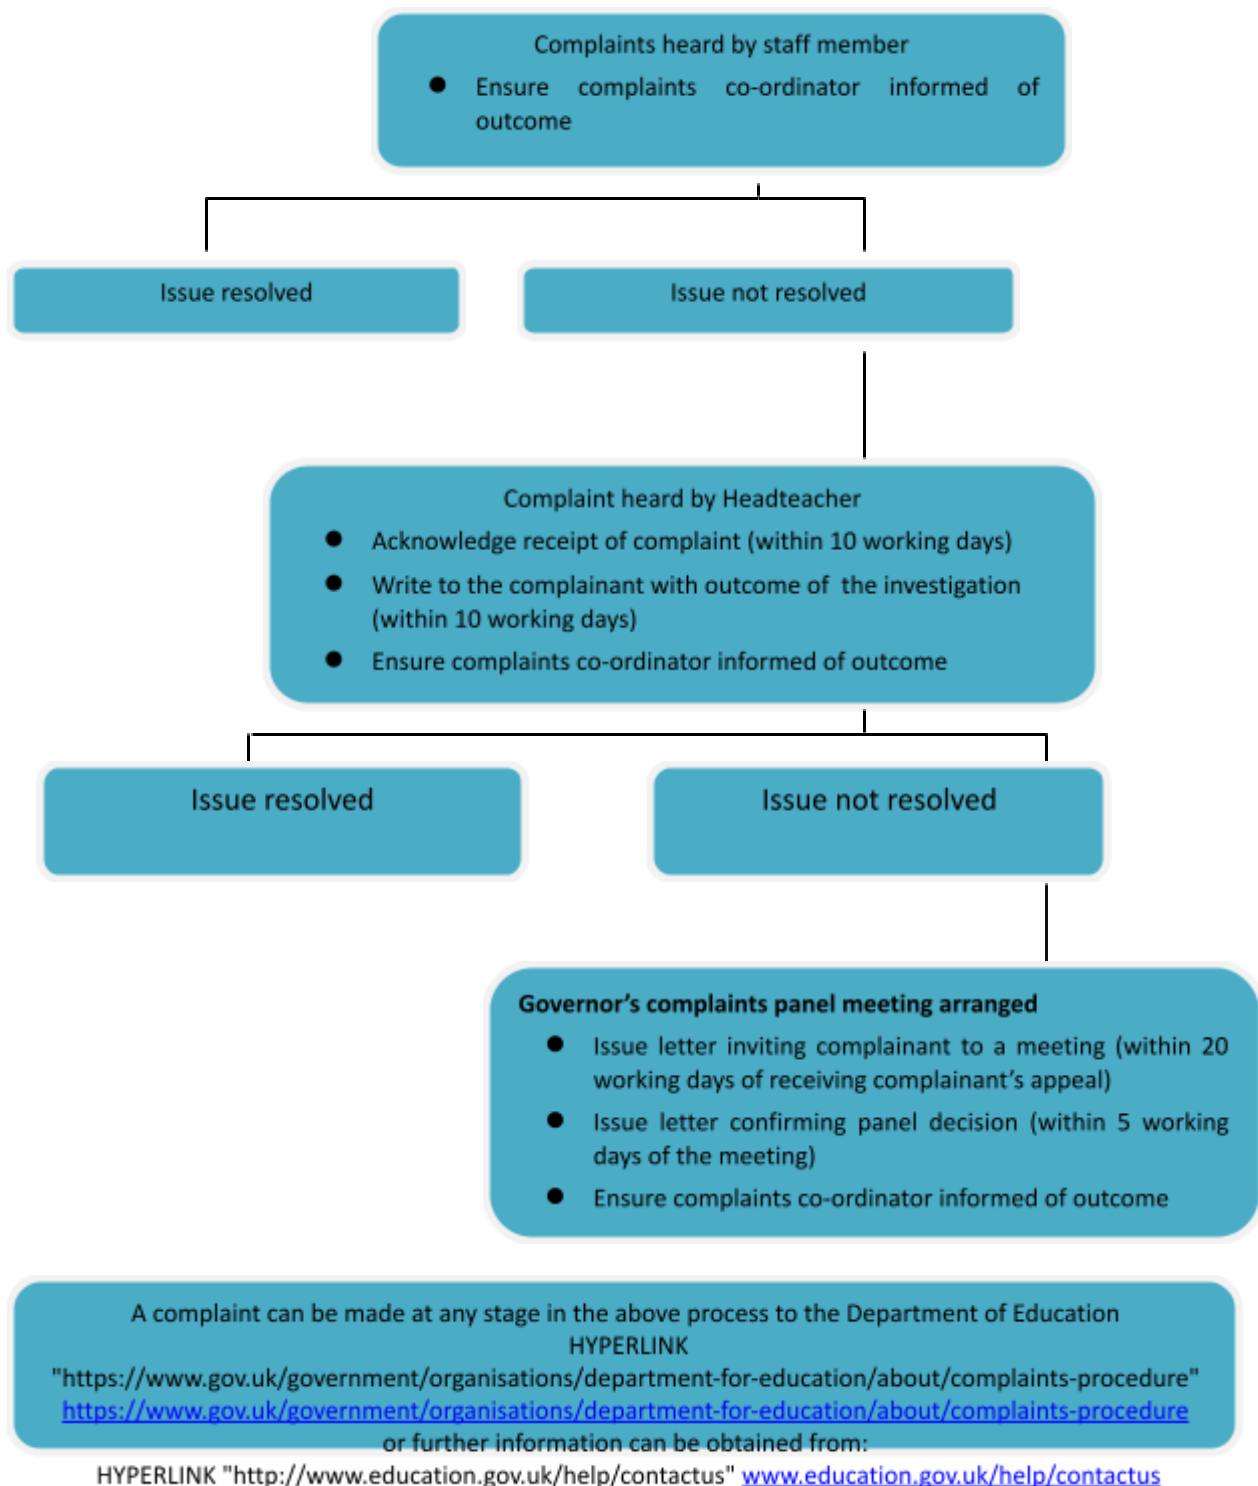 Complaints heard by staff member
● Ensure complaints co-ordinator informed of
outcome
Issue resolved
Issue not resolved
Complaint heard by Headteacher
● Acknowledge receipt of complaint (within 10 working days)
● Write to the complainant with outcome of the investigation
(within 10 working days)
● Ensure complaints co-ordinator informed of outcome
Issue resolved
Issue not resolved
Governor’s complaints panel meeting arranged
● Issue letter inviting complainant to a meeting (within 20
working days of receiving complainant’s appeal)
● Issue letter confirming panel decision (within 5 working
days of the meeting)
● Ensure complaints co-ordinator informed of outcome
A complaint can be made at any stage in the above process to the Department of Education
HYPERLINK
"https://www.gov.uk/government/organisations/department-for-education/about/complaints-procedure"
https://www.gov.uk/government/organisations/department-for-education/about/complaints-procedure
or further information can be obtained from:
HYPERLINK "http://www.education.gov.uk/help/contactus" www.education.gov.uk/help/contactus